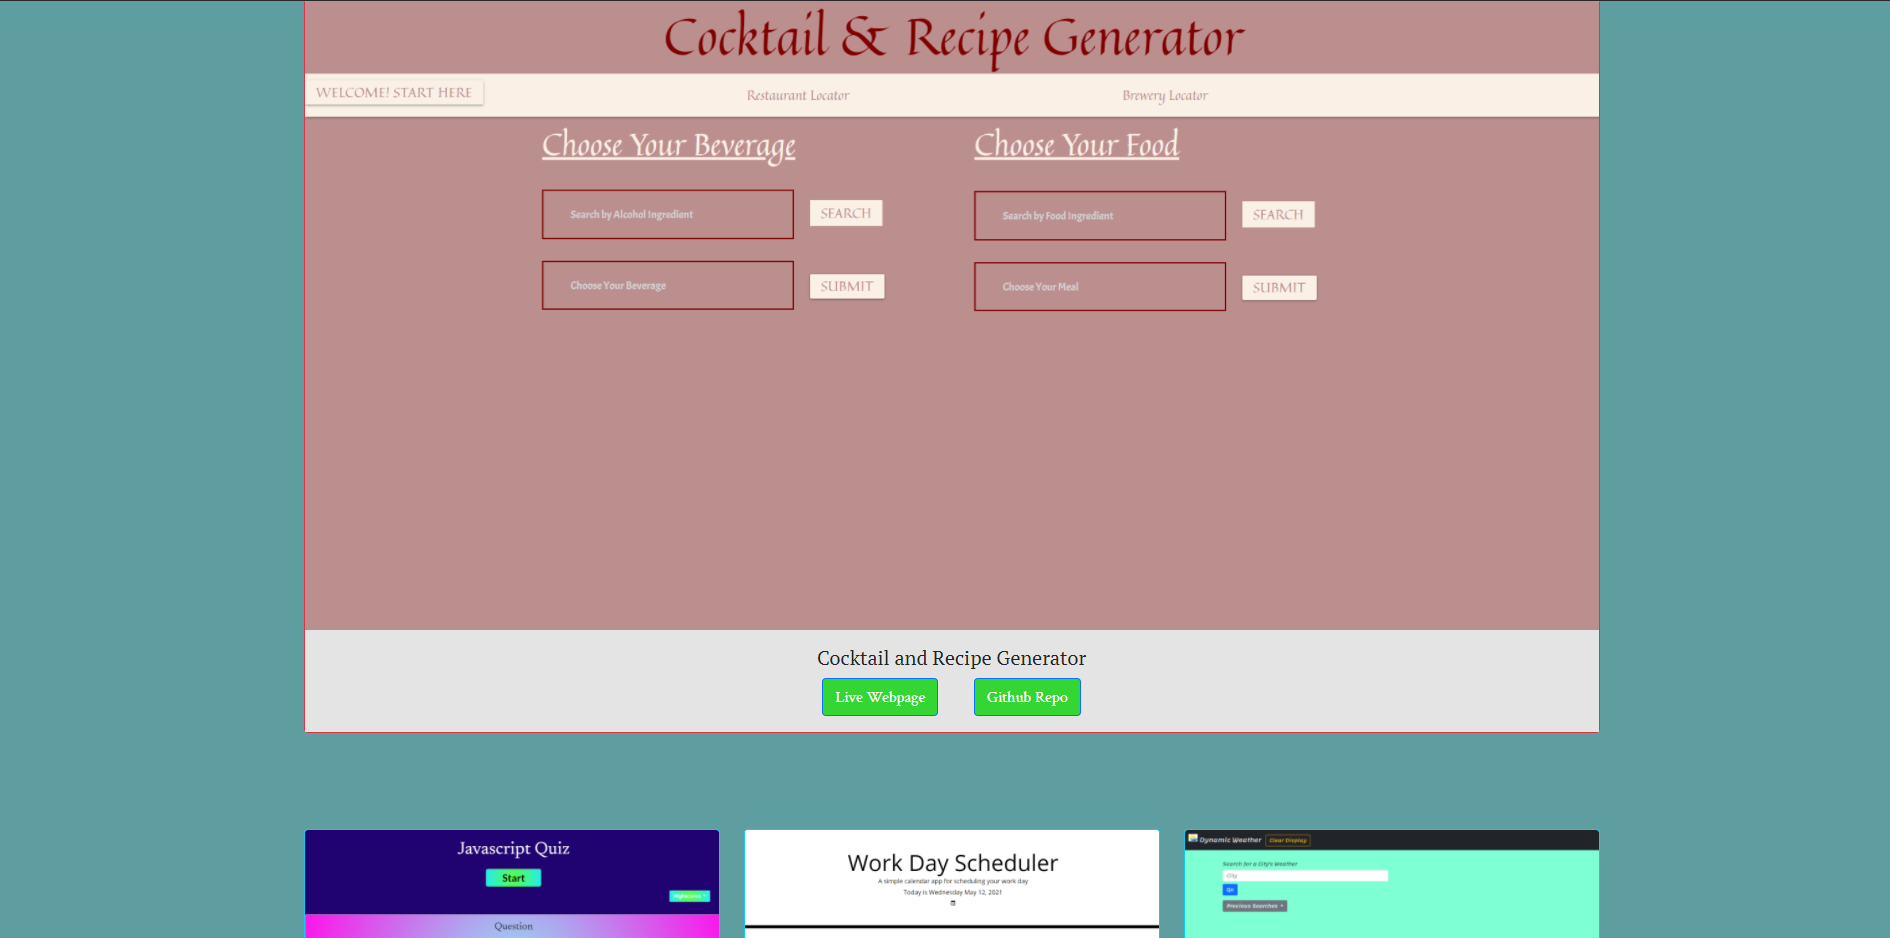 Cocktail & Recipe Generator
WELCOME! START HERE
Restaurant Locator
Brewery Locator
Choose Your Beverage
Choose Your Food
Search by Alcohol Ingredient
SEARCH
Search by Food Ingredient
SEARCH
Choose Your Beverage
SUBMIT
Choose Your Meal
SUBMIT
Cocktail and Recipe Generator
Live Webpage
Github Repo
Javascript Quiz
Start
Highscores
Question
Work Day Scheduler
A simple calendar app for scheduling your work day
Today is Wednesday May 12, 2021
Dynamic Weather
Clear Display
Search for a City's Weather
City
Go
Previous Searches